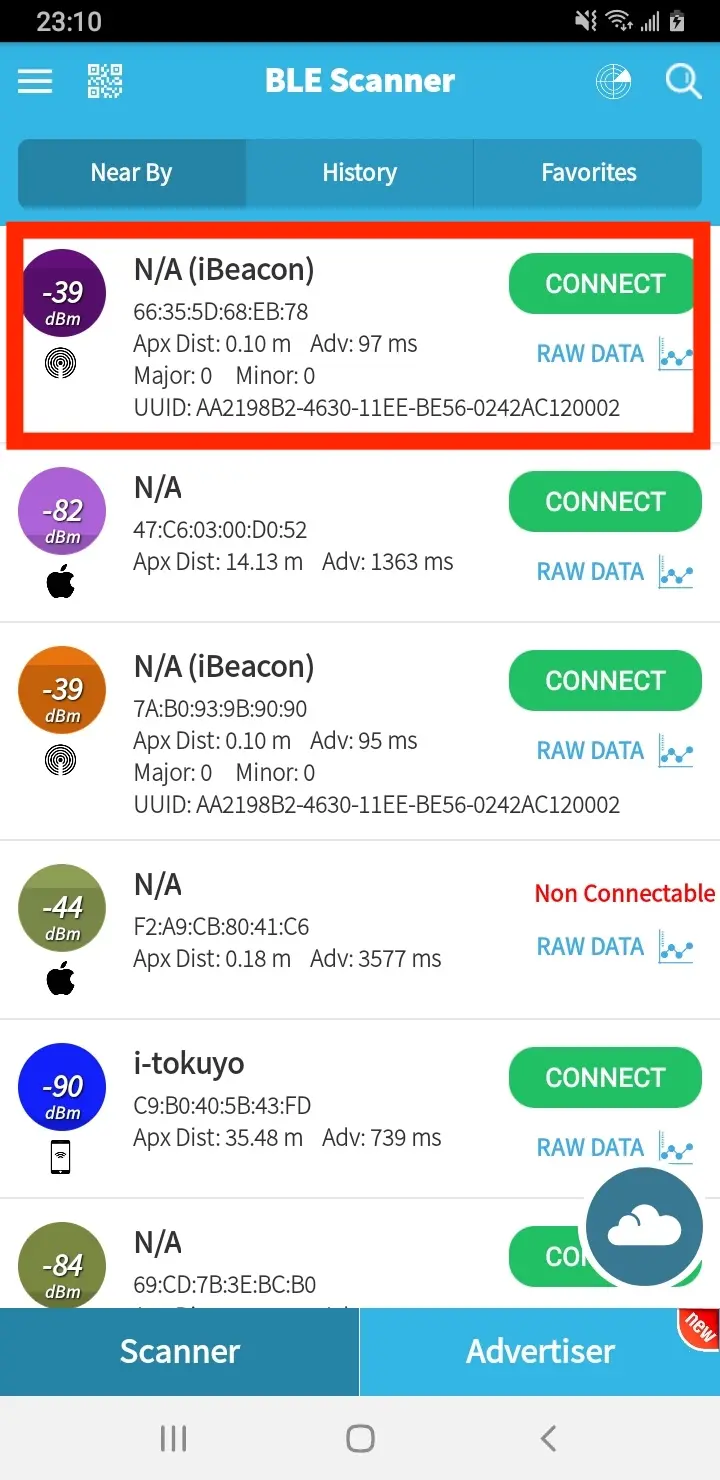 23:10
BLE Scanner
Near By
History
Favorites
-39
dBm
N/A (iBeacon)
66:35:5D:68:EB:78
Apx Dist: 0.10 m Adv: 97 ms
Major: 0 Minor: 0
UUID: AA2198B2-4630-11EE-BE56-0242AC120002
CONNECT
RAW DATA
-82
dBm
N/A
47:C6:03:00:D0:52
Apx Dist: 14.13 m Adv: 1363 ms
CONNECT
RAW DATA
-39
dBm
N/A (iBeacon)
7A:B0:93:9B:90:90
Apx Dist: 0.10 m Adv: 95 ms
Major: 0 Minor: 0
UUID: AA2198B2-4630-11EE-BE56-0242AC120002
CONNECT
RAW DATA
-44
dBm
N/A
F2:A9:CB:80:41:C6
Apx Dist: 0.18 m Adv: 3577 ms
Non Connectable
RAW DATA
-90
dBm
i-tokuyo
C9:B0:40:5B:43:FD
Apx Dist: 35.48 m Adv: 739 ms
CONNECT
RAW DATA
-84
dBm
N/A
69:CD:7B:3E:BC:B0
Scanner
Advertiser
new